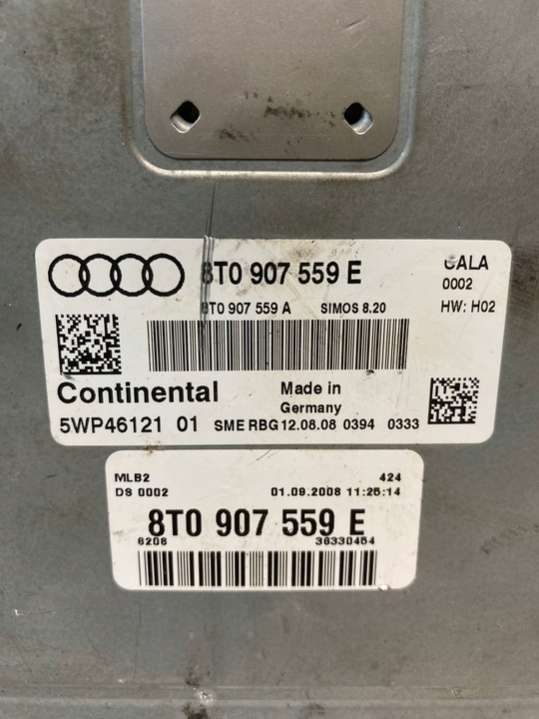 8T0 907 559 E
CALA
0002
8T0 907 559 A SIMOS 8.20 HW: H02
Continental
Made in
Germany
5WP46121 01 SME RBG 12.08.08 0394 0333
MLB2 424
DS 0002 01.09.2008 11:25:14
8T0 907 559 E
6208 36330454